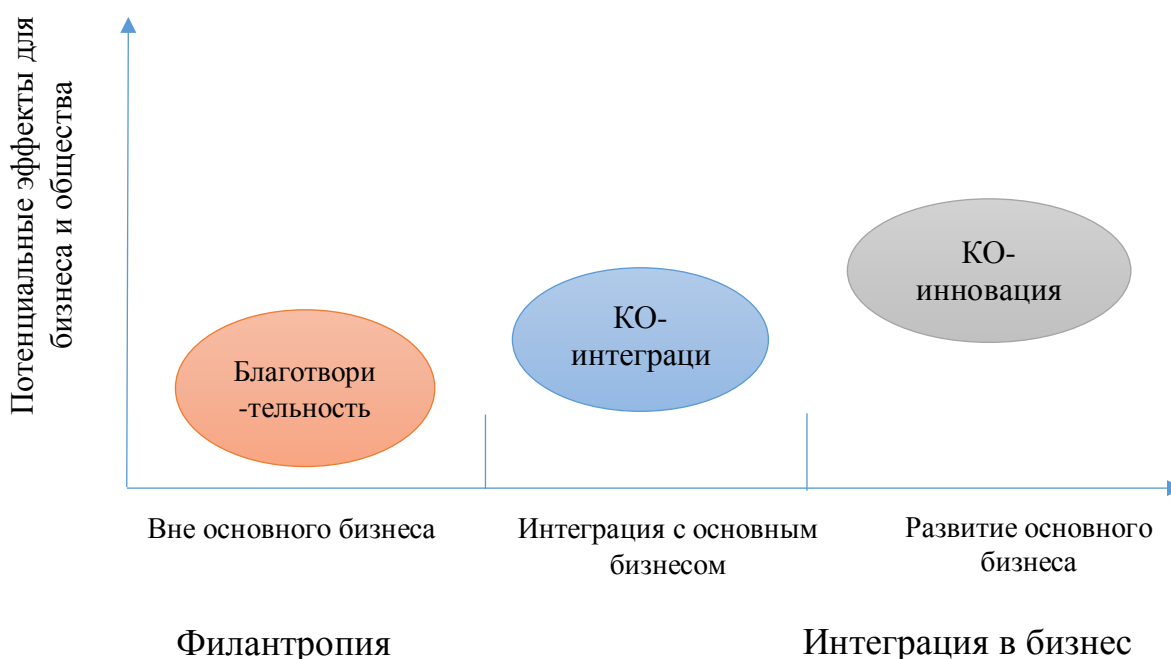 Потенциальные эффекты для
бизнеса и общества
Благотвори
-тельность
КО-
интеграци
КО-
инновация
Вне основного бизнеса
Интеграция с основным
бизнесом
Развитие основного
бизнеса
Филантропия
Интеграция в бизнес